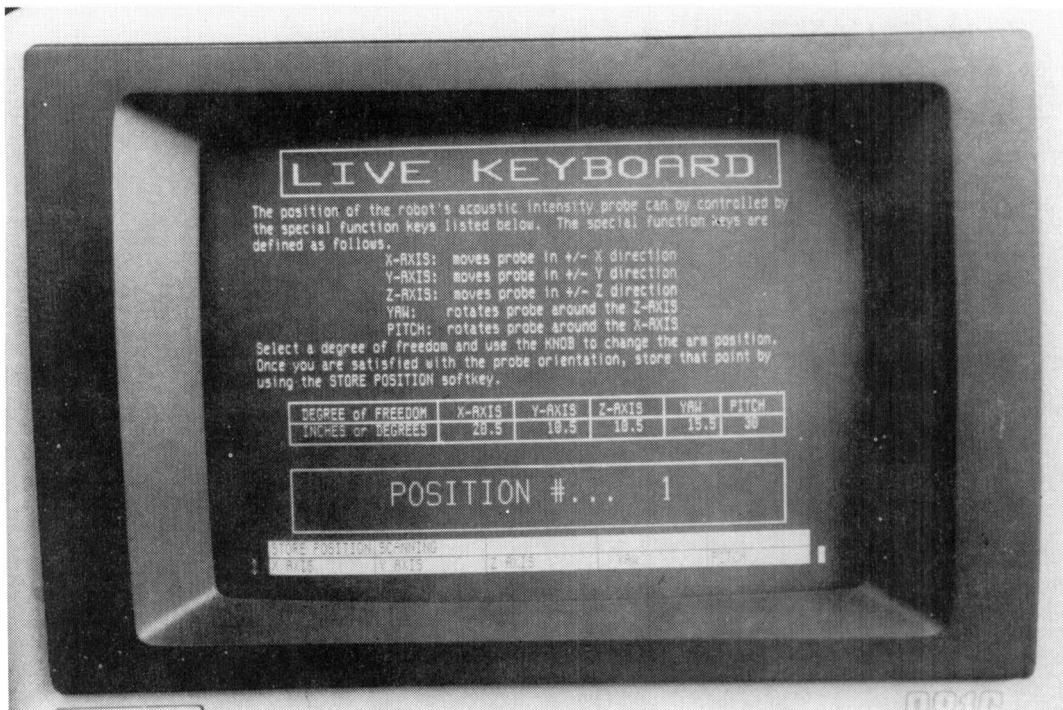 LIVE KEYBOARD
The position of the robot's acoustic intensity probe can by controlled by
the special function keys listed below. The special function keys are
defined as follows.
X-AXIS: moves probe in +/- X direction
Y-AXIS: moves probe in +/- Y direction
Z-AXIS: moves probe in +/- Z direction
YAW: rotates probe around the Z-AXIS
PITCH: rotates probe around the X-AXIS
Select a degree of freedom and use the KNOB to change the arm position.
Once you are satisfied with the probe orientation, store that point by
using the STORE POSITION softkey.
DEGREE of FREEDOM X-AXIS Y-AXIS Z-AXIS YAW PITCH
INCHES or DEGREES 20.5 10.5 10.5 15.5 30
POSITION #... 1
STORE POSITION SCANNING
X AXIS Y AXIS Z AXIS YAW PITCH